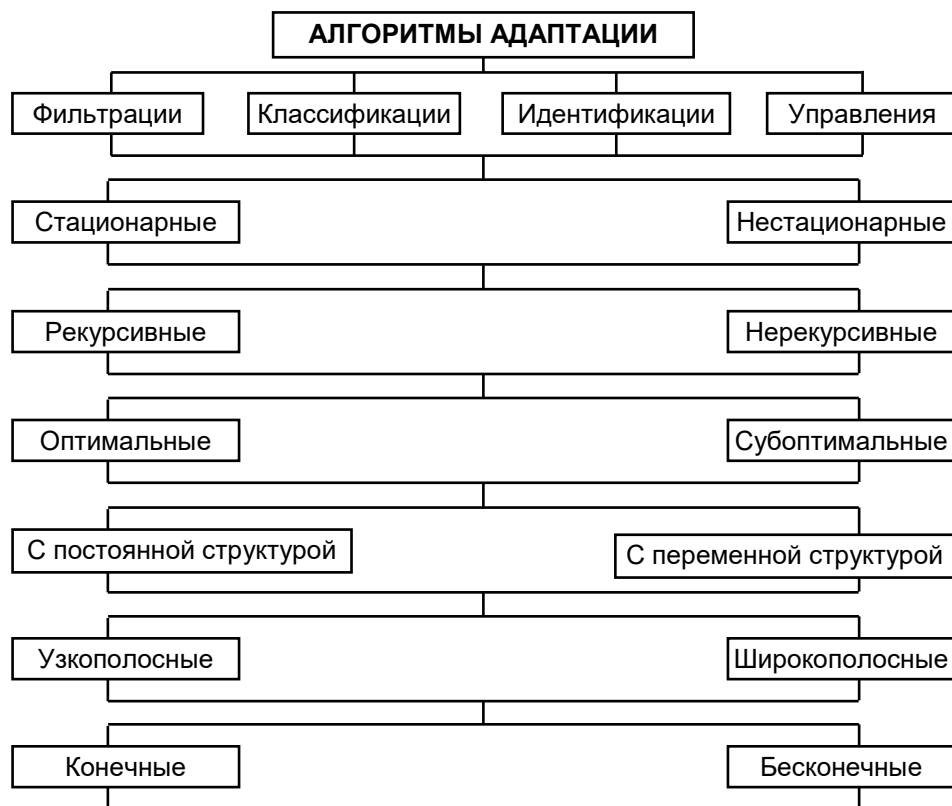 АЛГОРИТМЫ АДАПТАЦИИ
Фильтрации
Классификации
Идентификации
Управления
Стационарные
Нестационарные
Рекурсивные
Нерекурсивные
Оптимальные
Субоптимальные
С постоянной структурой
С переменной структурой
Узкополосные
Широкополосные
Конечные
Бесконечные